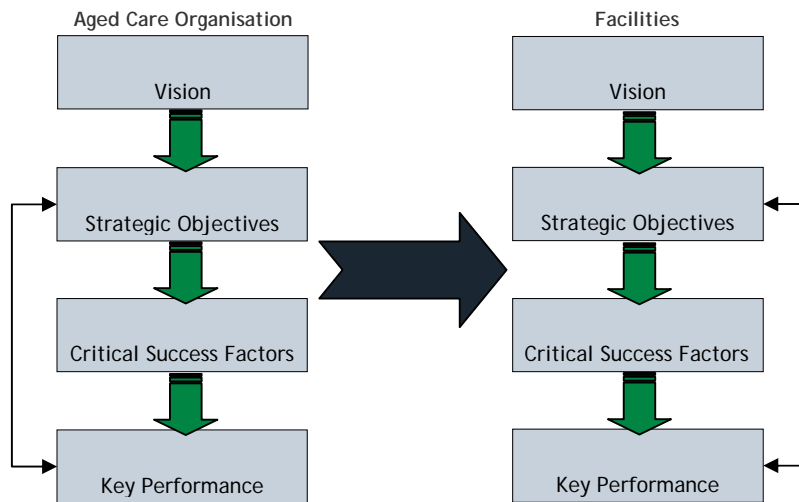 Aged Care Organisation
Vision
Strategic Objectives
Critical Success Factors
Key Performance
Facilities
Vision
Strategic Objectives
Critical Success Factors
Key Performance